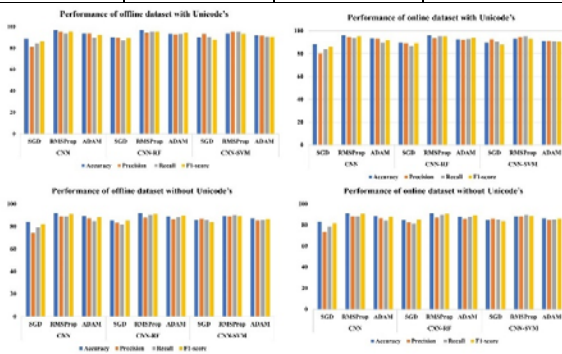 Performance of offline dataset with Unicode's
100
80
60
40
20
0
SGD RMSProp ADAM SGD RMSProp ADAM SGD RMSProp ADAM
CNN CNN-RF CNN-SVM
Accuracy Precision Recall F1-score
Performance of online dataset with Unicode's
100
80
60
40
20
0
SGD RMSProp ADAM SGD RMSProp ADAM SGD RMSProp ADAM
CNN CNN-RF CNN-SVM
Accuracy Precision Recall F1-score
Performance of offline dataset without Unicode's
100
80
60
40
20
0
SGD RMSProp ADAM SGD RMSProp ADAM SGD RMSProp ADAM
CNN CNN-RF CNN-SVM
Accuracy Precision Recall F1-score
Performance of online dataset without Unicode's
100
80
60
40
20
0
SGD RMSProp ADAM SGD RMSProp ADAM SGD RMSProp ADAM
CNN CNN-RF CNN-SVM
Accuracy Precision Recall F1-score